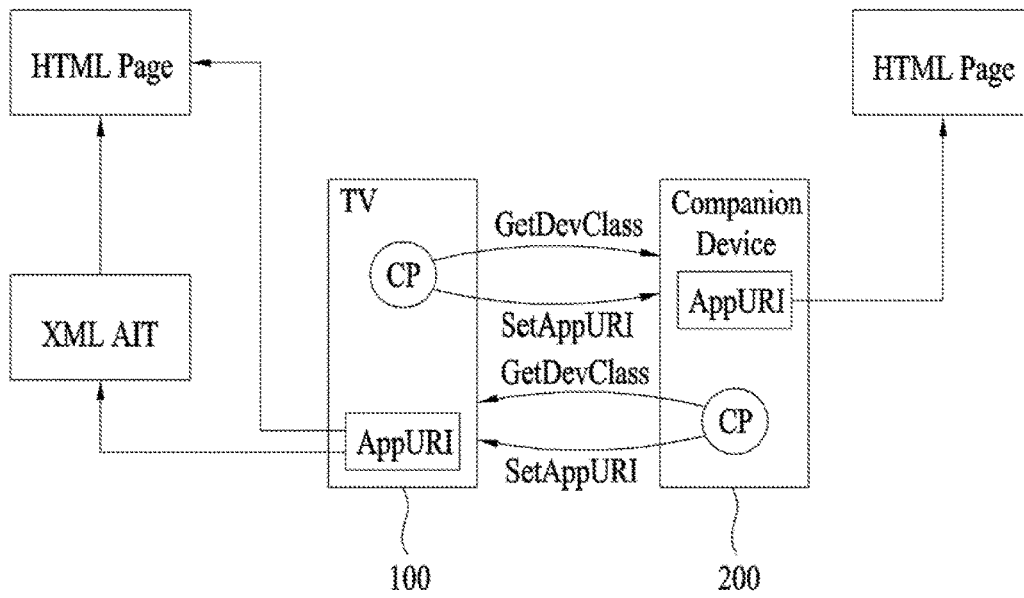 HTML Page
HTML Page
TV
Companion
Device
GetDevClass
CP
AppURI
SetAppURI
XML AIT
GetDevClass
CP
AppURI
SetAppURI
100
200